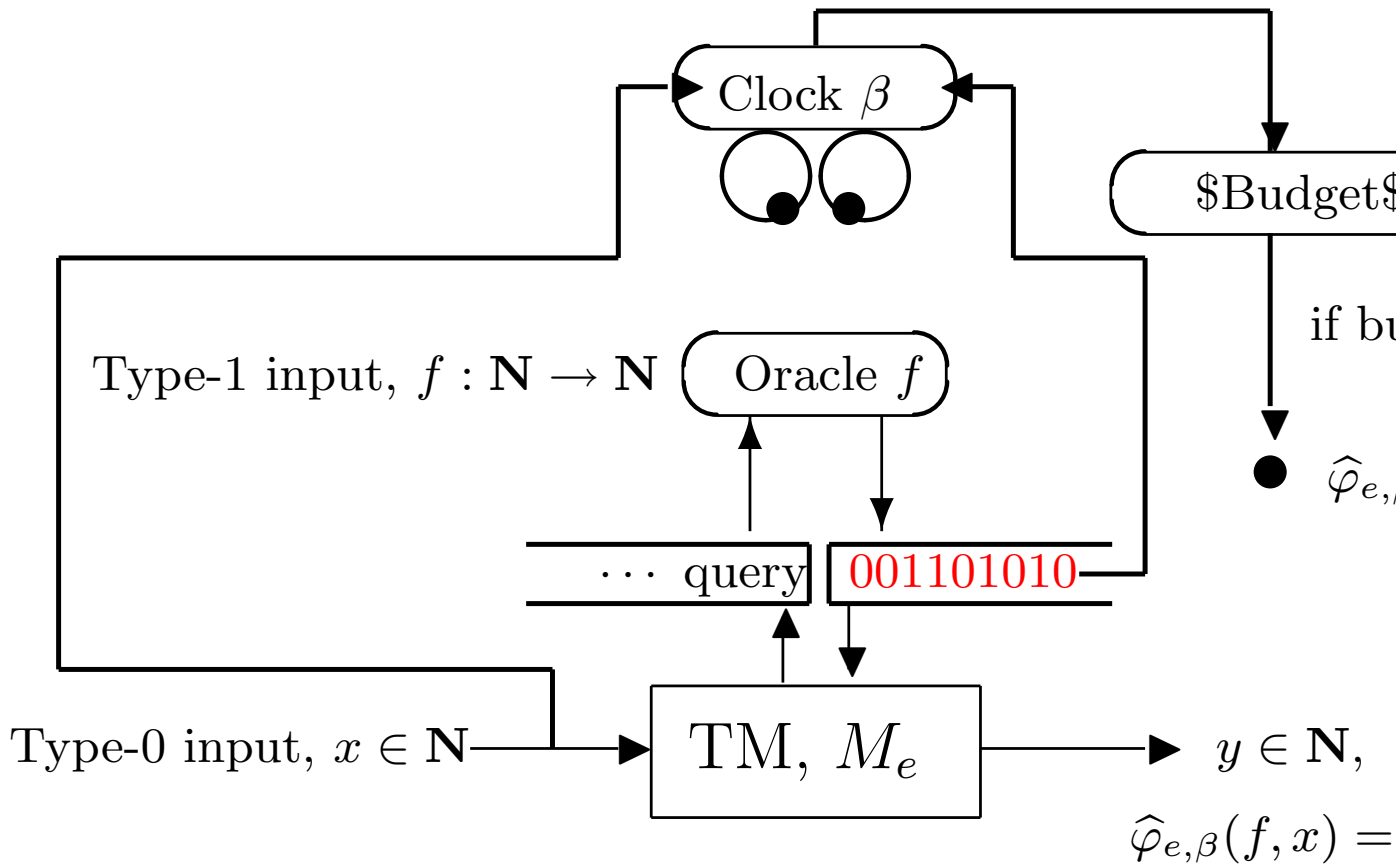 Clock β
$Budget$
if bu
Type-1 input, f : N → N
Oracle f
φ̂e,
··· query
001101010
Type-0 input, x ∈ N
TM, Me
y ∈ N,
φ̂e,β(f, x) =